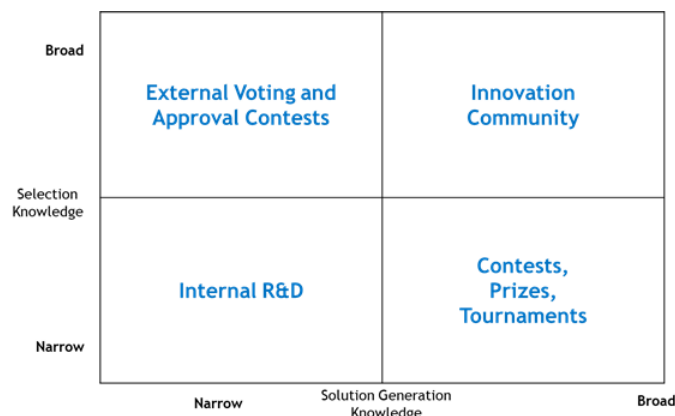 Broad
External Voting and
Approval Contests
Innovation
Community
Selection
Knowledge
Internal R&D
Contests,
Prizes,
Tournaments
Narrow
Narrow
Solution Generation
Knowledge
Broad